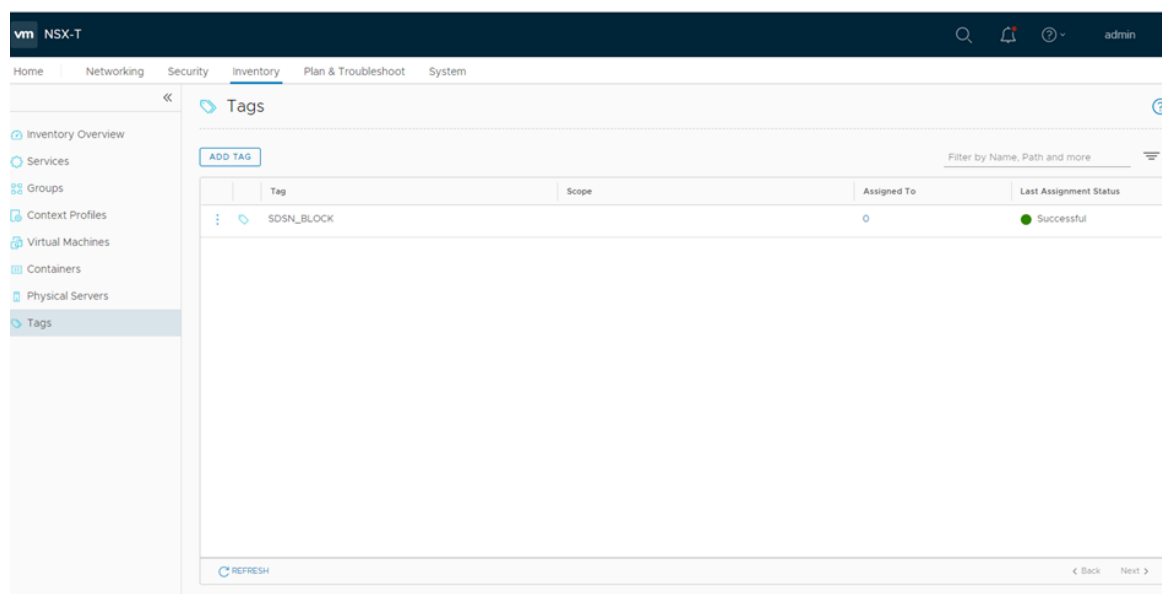 vm NSX-T admin
Home Networking Security Inventory Plan & Troubleshoot System
Tags
Inventory Overview
Services
Groups
Context Profiles
Virtual Machines
Containers
Physical Servers
Tags
ADD TAG Filter by Name, Path and more
Tag Scope Assigned To Last Assignment Status
SDSN_BLOCK 0 Successful
REFRESH Back Next